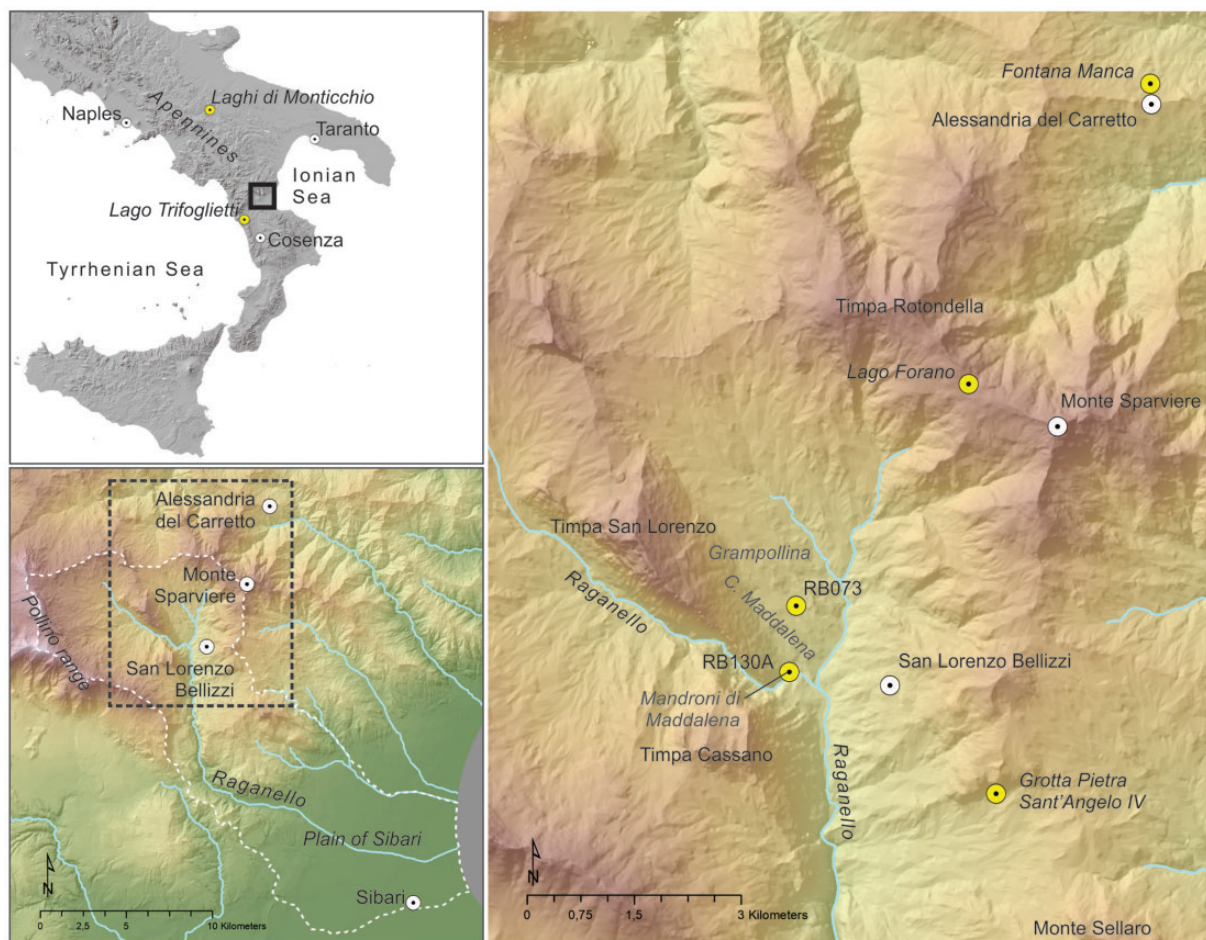 Naples
Apennines
Laghi di Monticchio
Taranto
Ionian
Sea
Lago Trifoglietti
Cosenza
Tyrrhenian Sea
Alessandria
del Carretto
Monte
Sparviere
Pollino range
San Lorenzo
Bellizzi
Raganello
Plain of Sibari
Sibari
N
0 2,5 5 10 Kilometers
Fontana Manca
Alessandria del Carretto
Timpa Rotondella
Lago Forano
Monte Sparviere
Timpa San Lorenzo
Grampollina
Raganello
C. Maddalena
RB073
RB130A
San Lorenzo Bellizzi
Mandroni di
Maddalena
Timpa Cassano
Raganello
Grotta Pietra
Sant'Angelo IV
N
0 0,75 1,5 3 Kilometers
Monte Sellaro